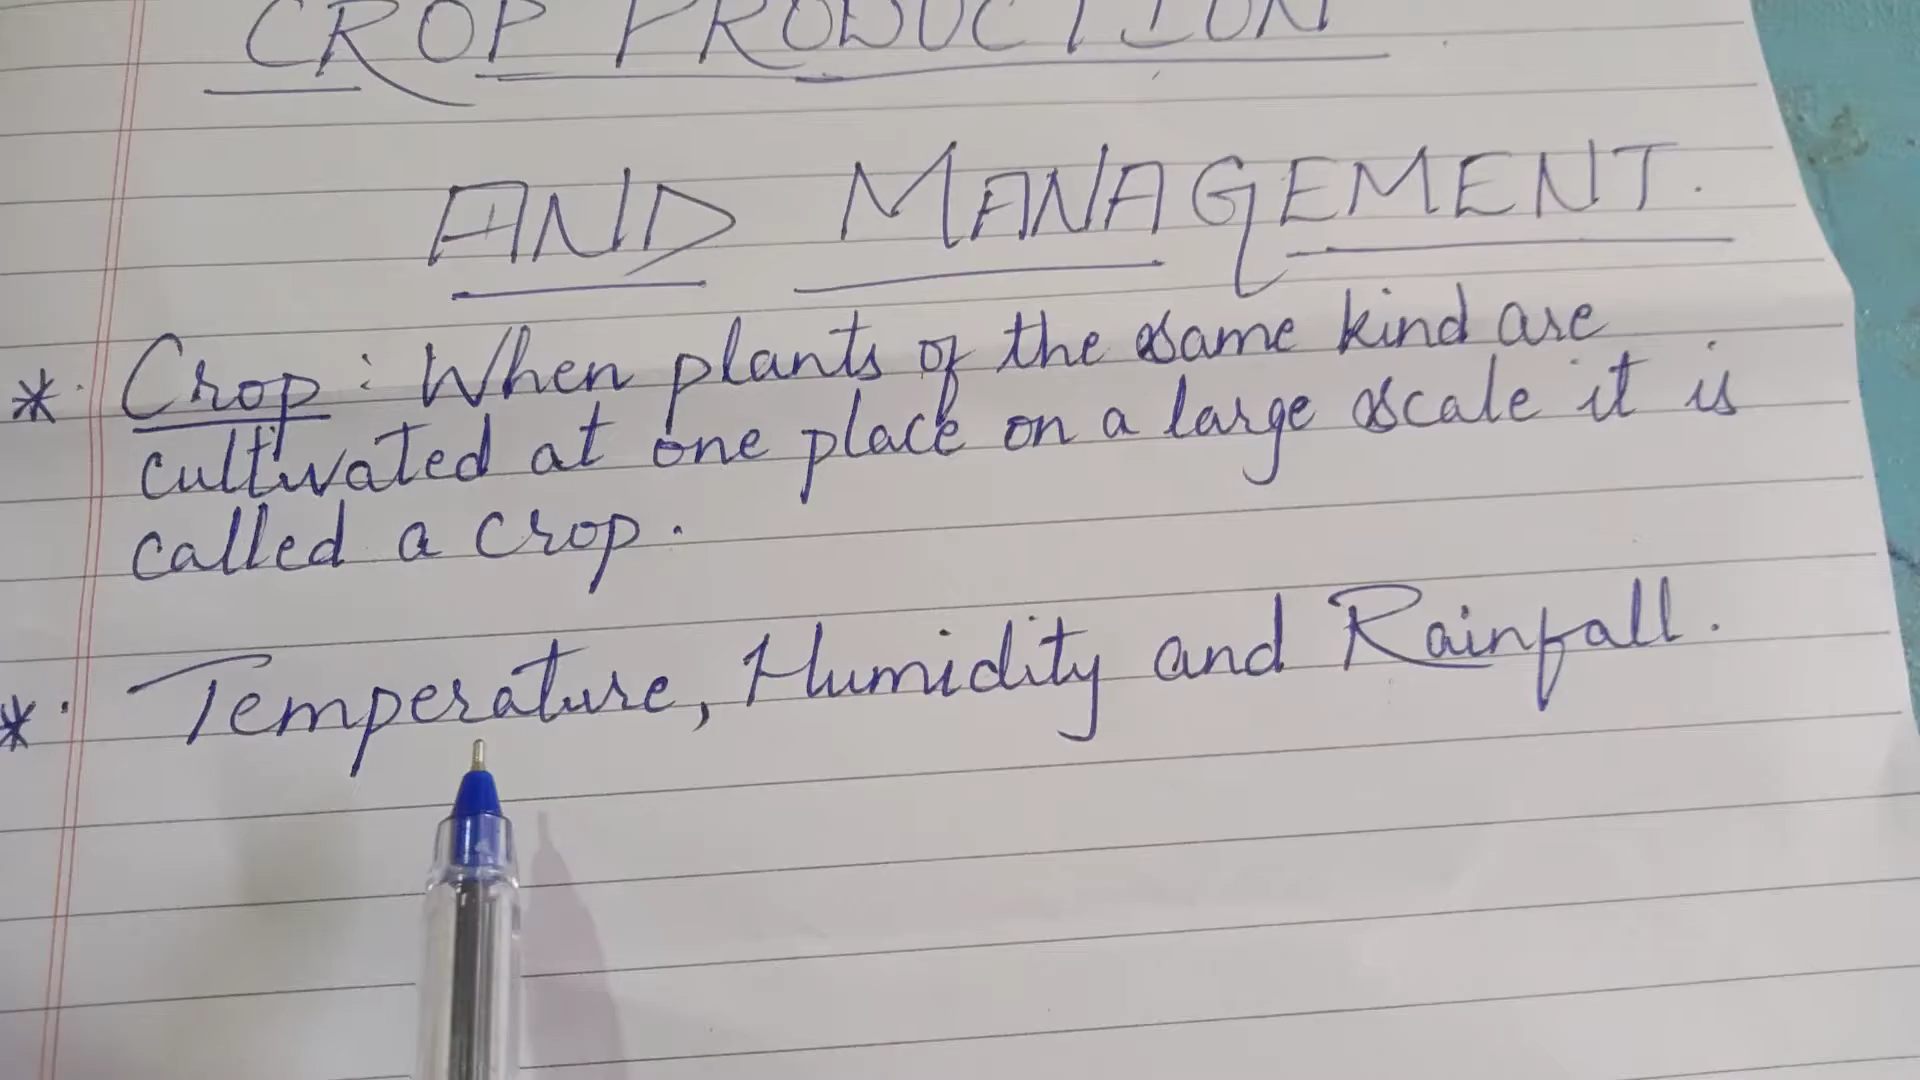 CROP PRODUCTION
AND MANAGEMENT.
* Crop : When plants of the same kind are
cultivated at one place on a large scale it is
called a crop.
* Temperature, Humidity and Rainfall.